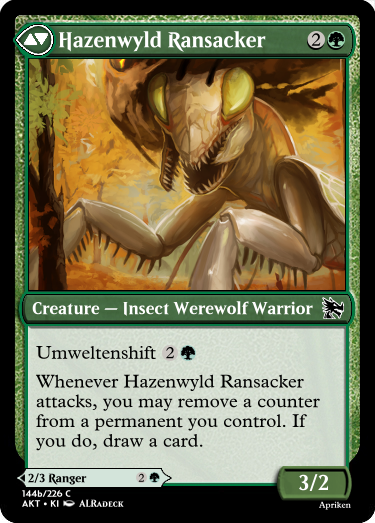 Hazenwyld Ransacker 2
Creature — Insect Werewolf Warrior
Umweltenshift 2
Whenever Hazenwyld Ransacker
attacks, you may remove a counter
from a permanent you control. If
you do, draw a card.
2/3 Ranger 2
3/2
144b/226 C
AKT • KI ALRadeck
Apriken